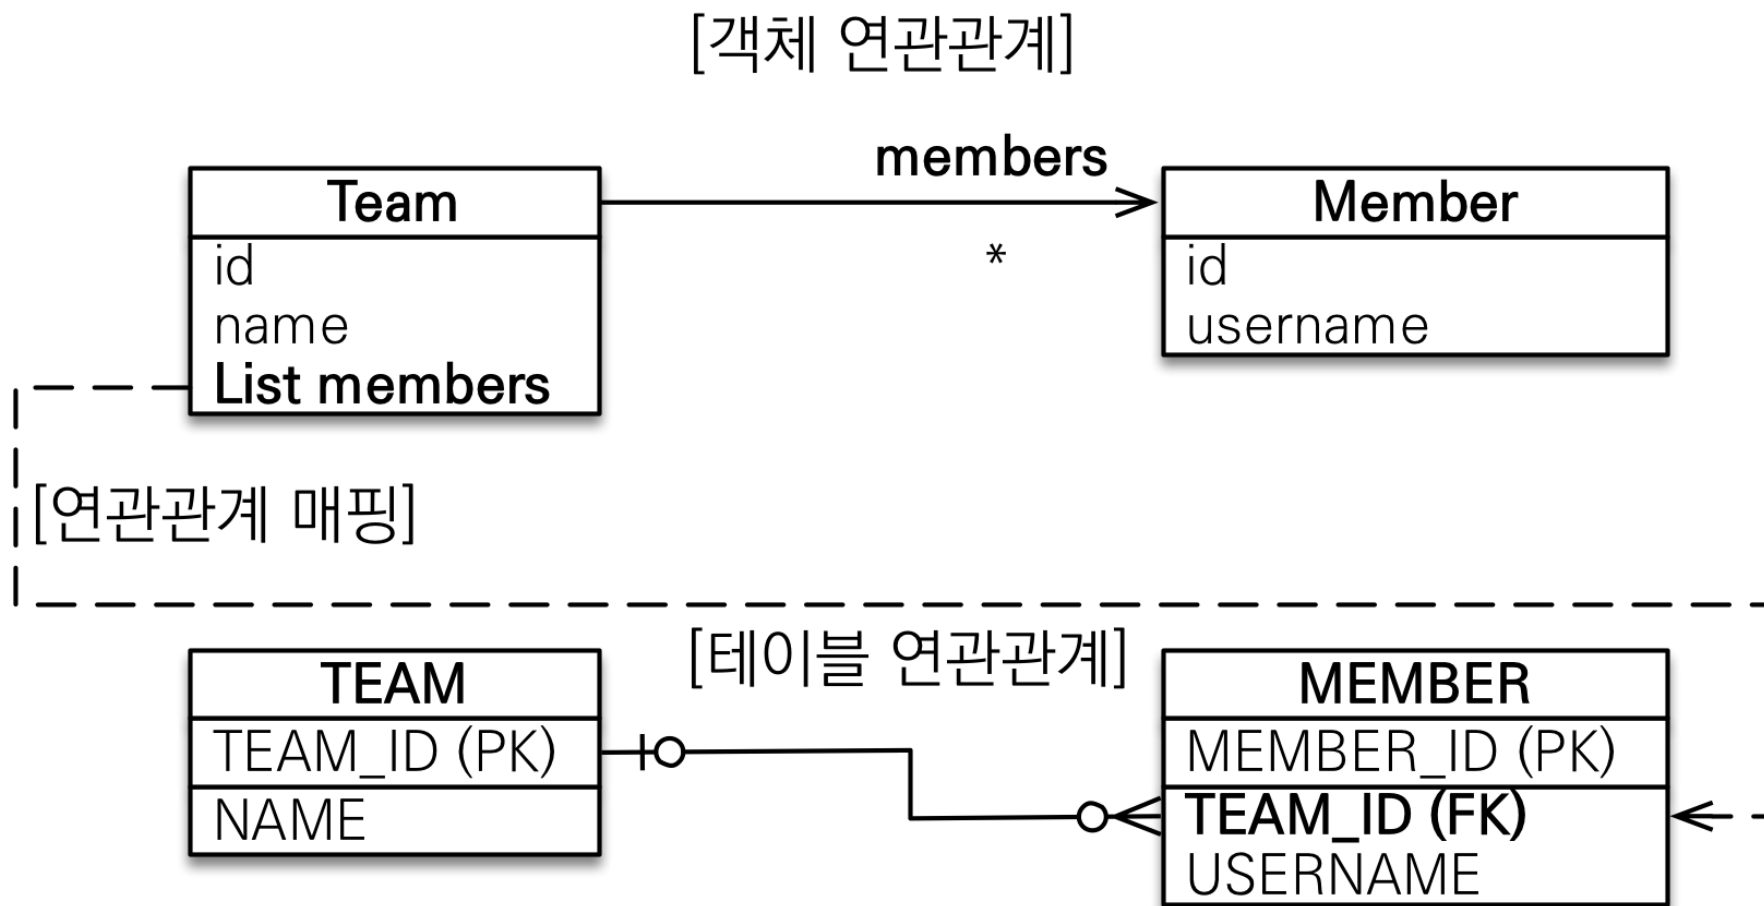 [객체 연관관계]
members
Team
Member
*
id
name
List members
id
username
[연관관계 매핑]
[테이블 연관관계]
TEAM
TEAM_ID (PK)
NAME
MEMBER
MEMBER_ID (PK)
TEAM_ID (FK)
USERNAME